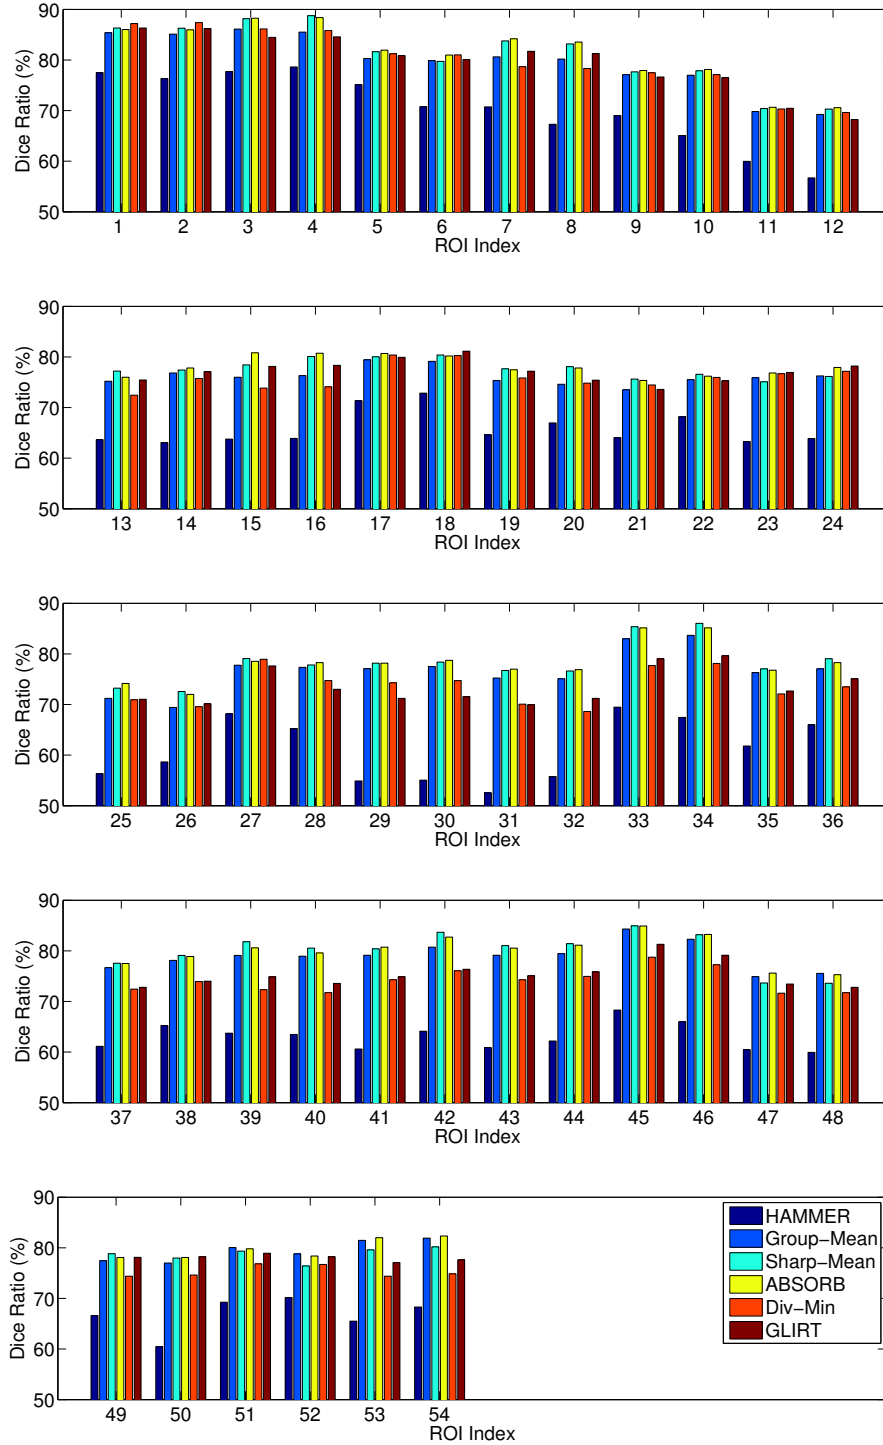 90
80
70
60
50
Dice Ratio (%)
1 2 3 4 5 6 7 8 9 10 11 12
ROI Index
90
80
70
60
50
Dice Ratio (%)
13 14 15 16 17 18 19 20 21 22 23 24
ROI Index
90
80
70
60
50
Dice Ratio (%)
25 26 27 28 29 30 31 32 33 34 35 36
ROI Index
90
80
70
60
50
Dice Ratio (%)
37 38 39 40 41 42 43 44 45 46 47 48
ROI Index
90
80
70
60
50
Dice Ratio (%)
HAMMER
Group−Mean
Sharp−Mean
ABSORB
Div−Min
GLIRT
49 50 51 52 53 54
ROI Index